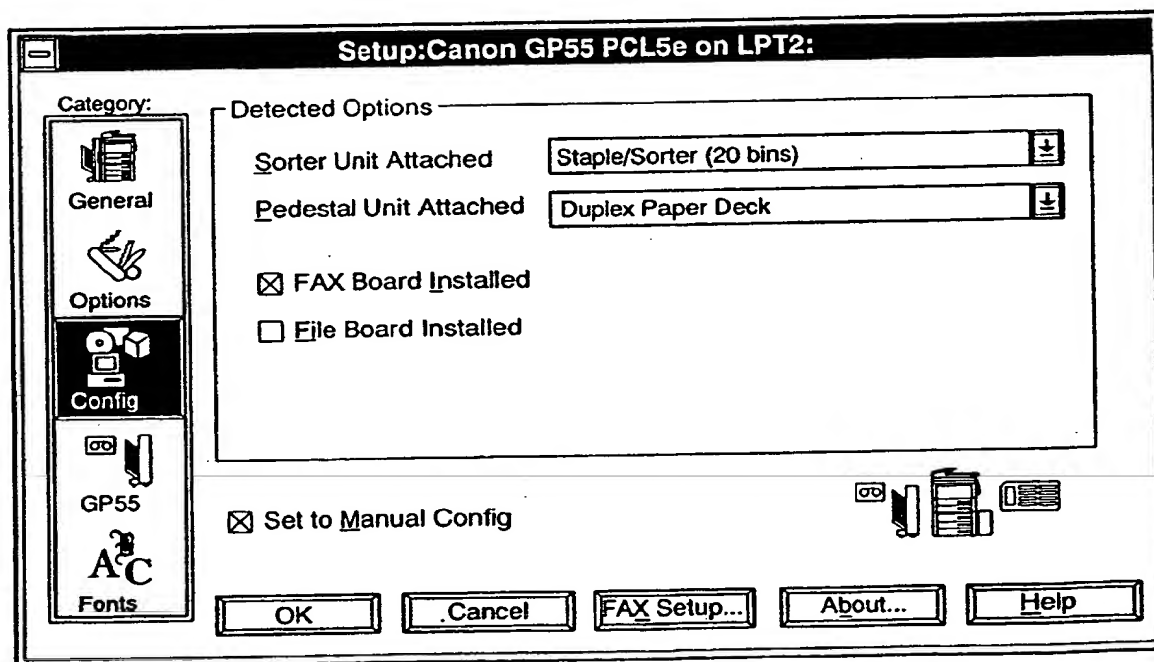 Setup:Canon GP55 PCL5e on LPT2:
Category:
General
Options
Config
GP55
ABC
Fonts
Detected Options
Sorter Unit Attached
Staple/Sorter (20 bins)
Pedestal Unit Attached
Duplex Paper Deck
FAX Board Installed
File Board Installed
Set to Manual Config
OK
Cancel
FAX Setup...
About...
Help